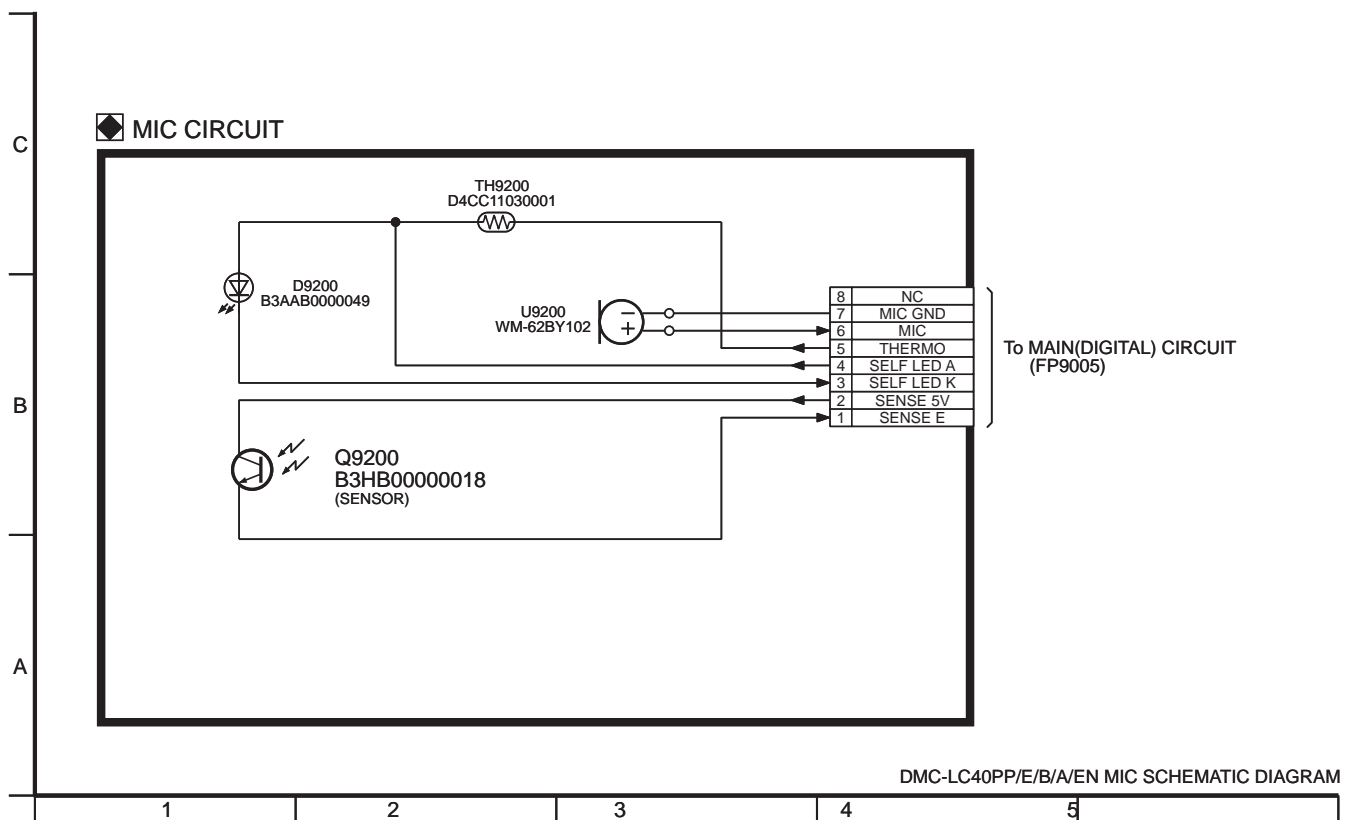 C
MIC CIRCUIT
TH9200
D4CC11030001
D9200
B3AAB0000049
U9200
WM-62BY102
8 NC
7 MIC GND
6 MIC
5 THERMO
4 SELF LED A
3 SELF LED K
2 SENSE 5V
1 SENSE E
To MAIN(DIGITAL) CIRCUIT
(FP9005)
B
Q9200
B3HB00000018
(SENSOR)
A
DMC-LC40PP/E/B/A/EN MIC SCHEMATIC DIAGRAM
1 2 3 4 5